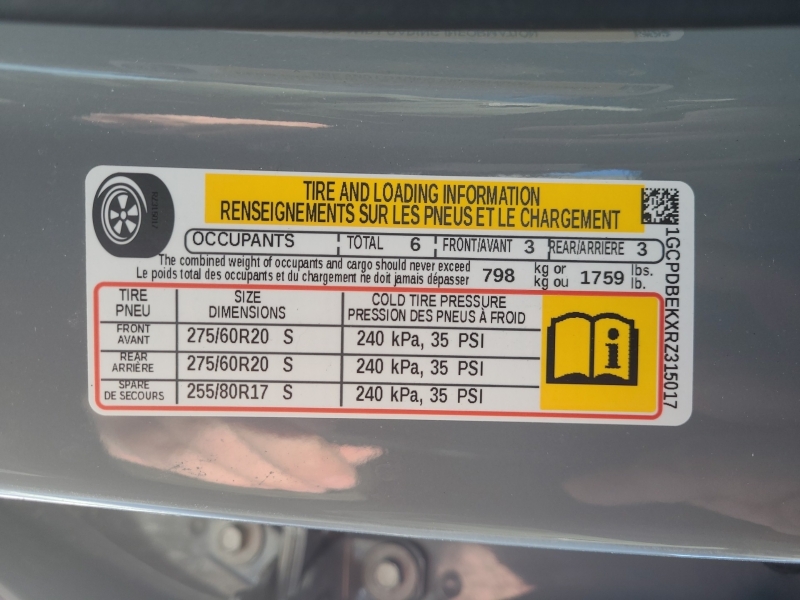 TIRE AND LOADING INFORMATION
RENSEIGNEMENTS SUR LES PNEUS ET LE CHARGEMENT
OCCUPANTS TOTAL 6 FRONT/AVANT 3 REAR/ARRIÈRE 3
The combined weight of occupants and cargo should never exceed
Le poids total des occupants et du chargement ne doit jamais dépasser
798 kg or kg ou 1759 lbs. lb.
TIRE PNEU SIZE DIMENSIONS COLD TIRE PRESSURE PRESSION DES PNEUS À FROID
FRONT AVANT 275/60R20 S 240 kPa, 35 PSI
REAR ARRIÈRE 275/60R20 S 240 kPa, 35 PSI
SPARE DE SECOURS 255/80R17 S 240 kPa, 35 PSI
i
1GCPDBEKXRZ315017